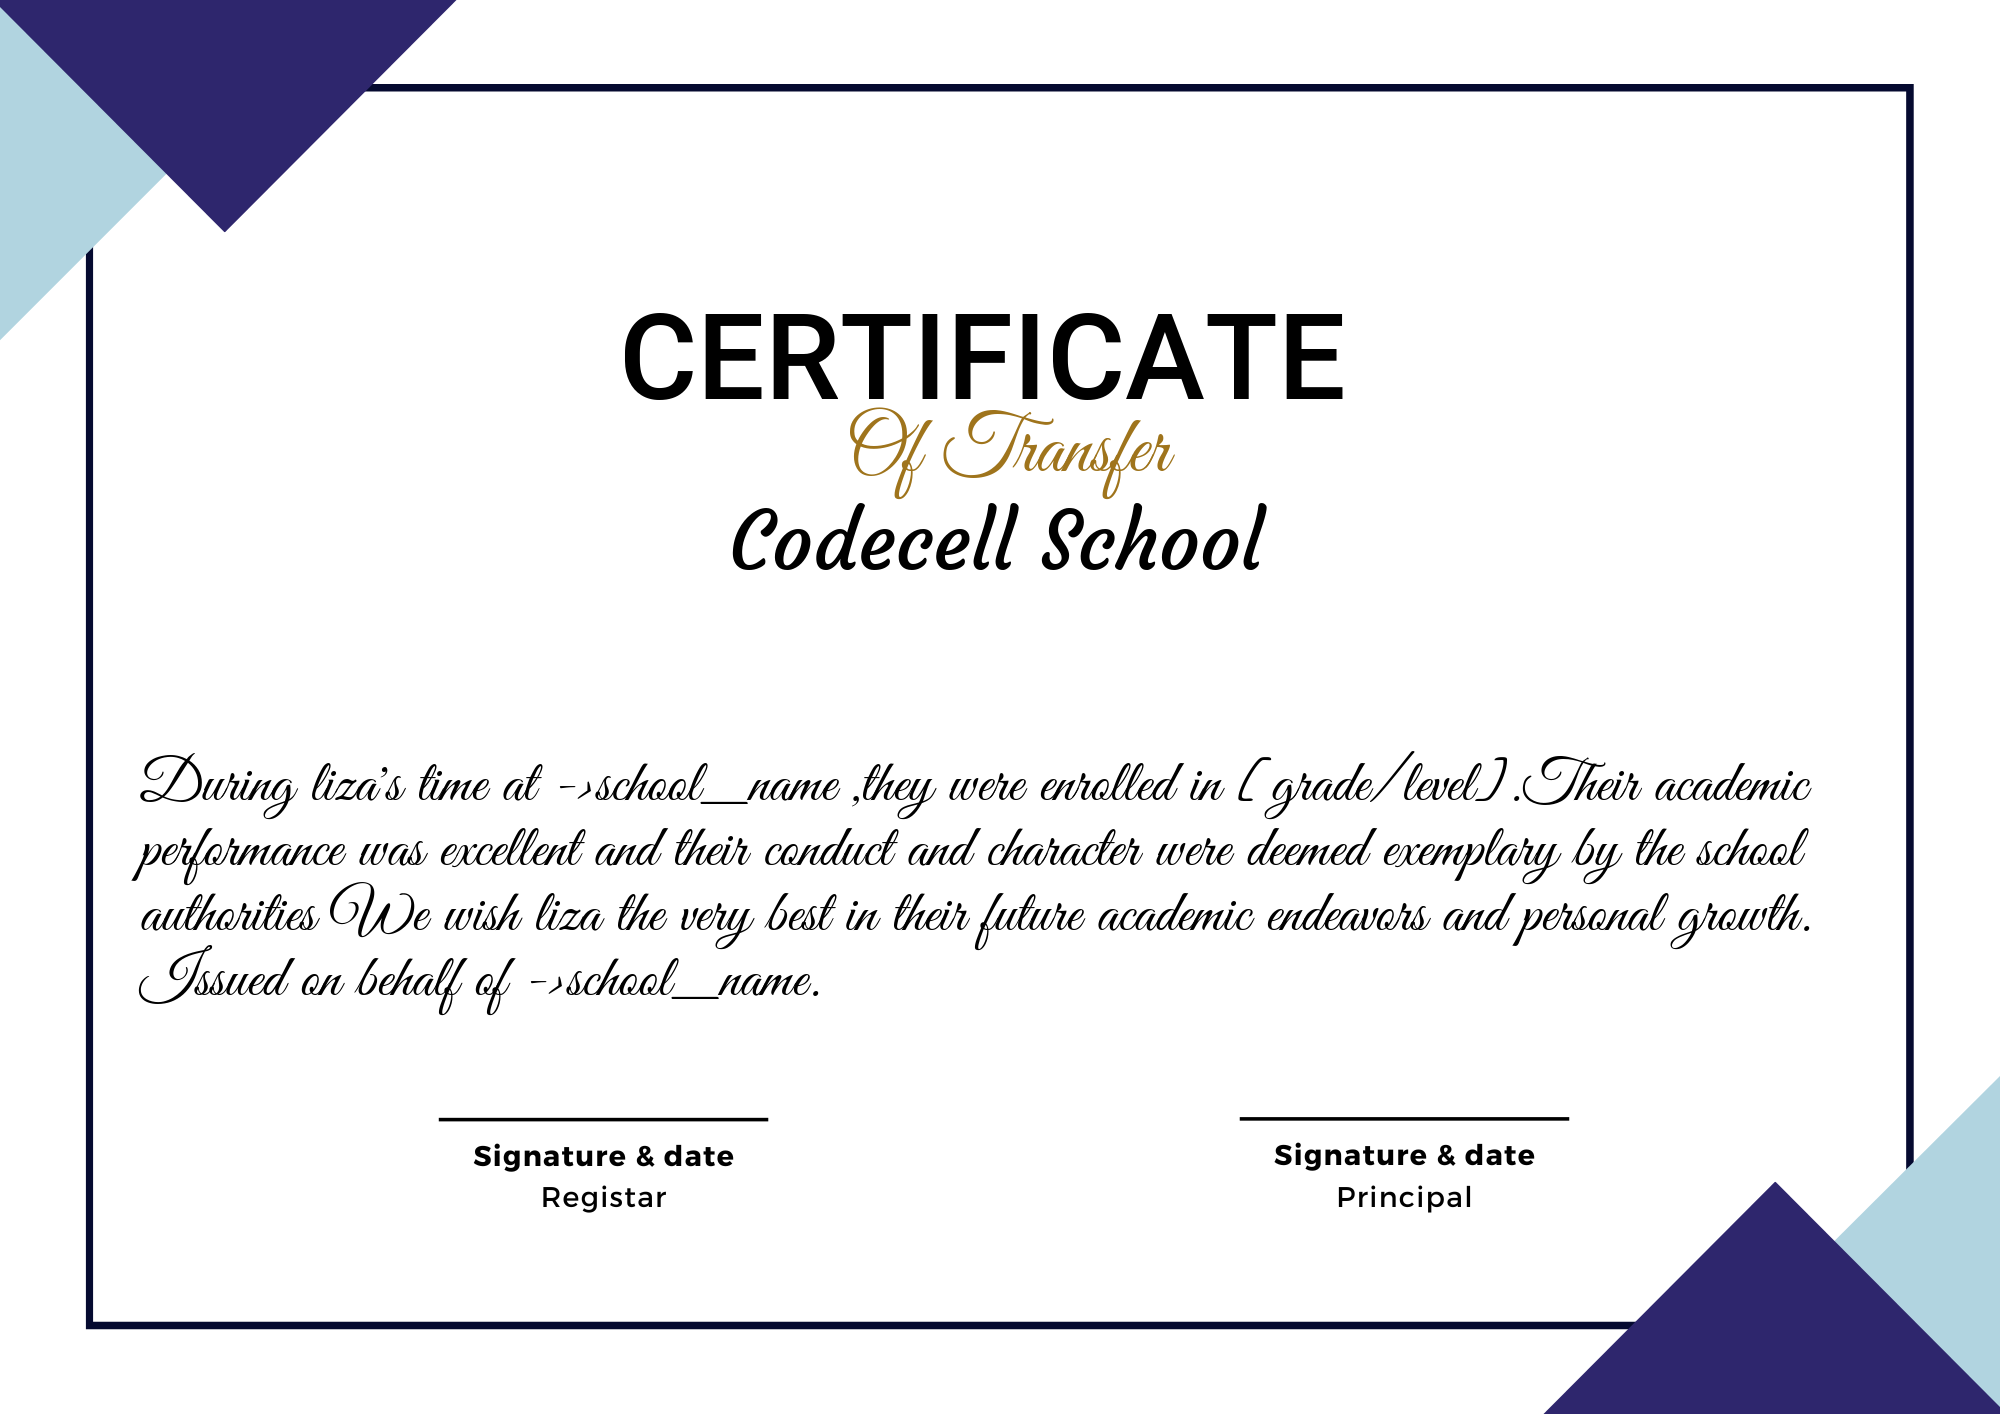 CERTIFICATE
Of Transfer
Codecell School
During liza's time at ->school__name ,they were enrolled in [ grade/level] .Their academic
performance was excellent and their conduct and character were deemed exemplary by the school
authorities We wish liza the very best in their future academic endeavors and personal growth.
Issued on behalf of ->school__name.
Signature & date
Registar
Signature & date
Principal